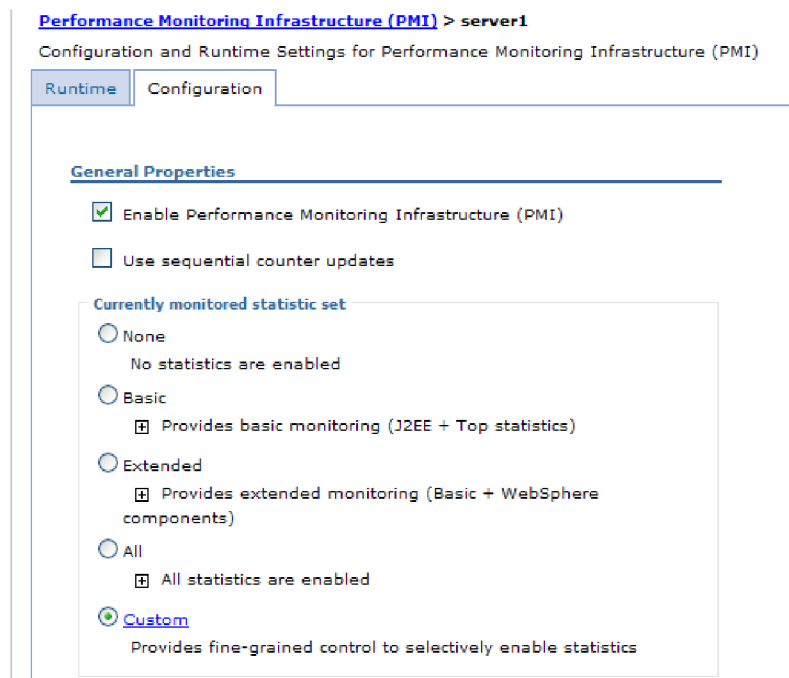 Performance Monitoring Infrastructure (PMI) > server1
Configuration and Runtime Settings for Performance Monitoring Infrastructure (PMI)
Runtime
Configuration
General Properties
Enable Performance Monitoring Infrastructure (PMI)
Use sequential counter updates
Currently monitored statistic set
None
No statistics are enabled
Basic
Provides basic monitoring (J2EE + Top statistics)
Extended
Provides extended monitoring (Basic + WebSphere
components)
All
All statistics are enabled
Custom
Provides fine-grained control to selectively enable statistics